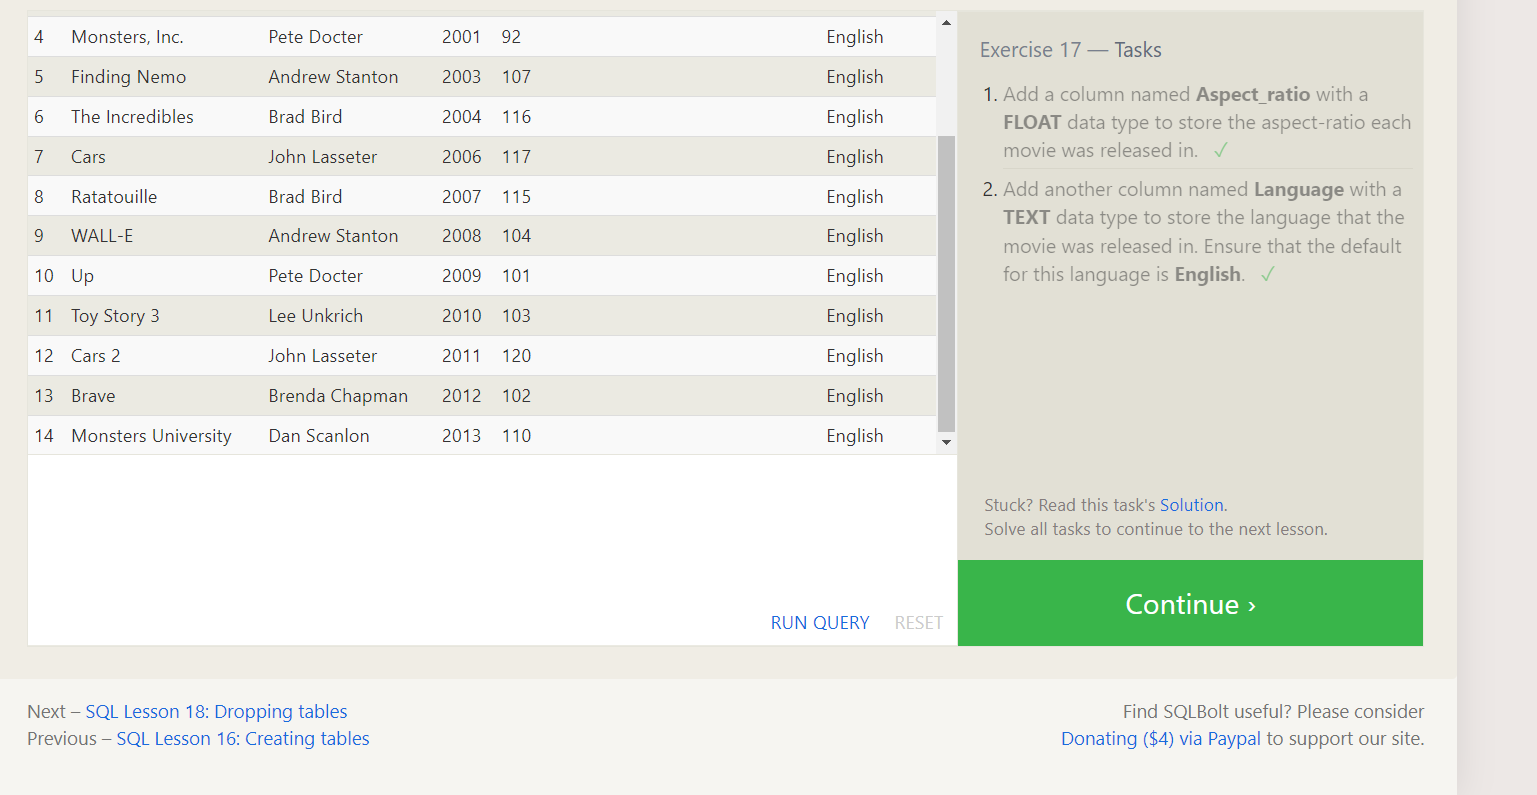 4 Monsters, Inc. Pete Docter 2001 92 English
5 Finding Nemo Andrew Stanton 2003 107 English
6 The Incredibles Brad Bird 2004 116 English
7 Cars John Lasseter 2006 117 English
8 Ratatouille Brad Bird 2007 115 English
9 WALL-E Andrew Stanton 2008 104 English
10 Up Pete Docter 2009 101 English
11 Toy Story 3 Lee Unkrich 2010 103 English
12 Cars 2 John Lasseter 2011 120 English
13 Brave Brenda Chapman 2012 102 English
14 Monsters University Dan Scanlon 2013 110 English
RUN QUERY RESET
Exercise 17 — Tasks
1. Add a column named Aspect_ratio with a
FLOAT data type to store the aspect-ratio each
movie was released in. ✓
2. Add another column named Language with a
TEXT data type to store the language that the
movie was released in. Ensure that the default
for this language is English. ✓
Stuck? Read this task's Solution.
Solve all tasks to continue to the next lesson.
Continue ›
Next – SQL Lesson 18: Dropping tables
Previous – SQL Lesson 16: Creating tables
Find SQLBolt useful? Please consider
Donating ($4) via Paypal to support our site.